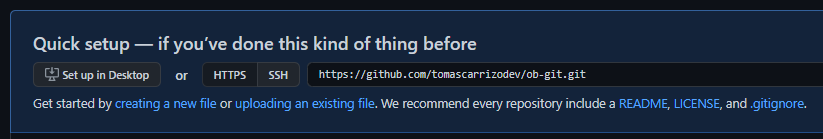 Quick setup — if you’ve done this kind of thing before
Set up in Desktop or HTTPS SSH https://github.com/tomascarrizodev/ob-git.git
Get started by creating a new file or uploading an existing file. We recommend every repository include a README, LICENSE, and .gitignore.